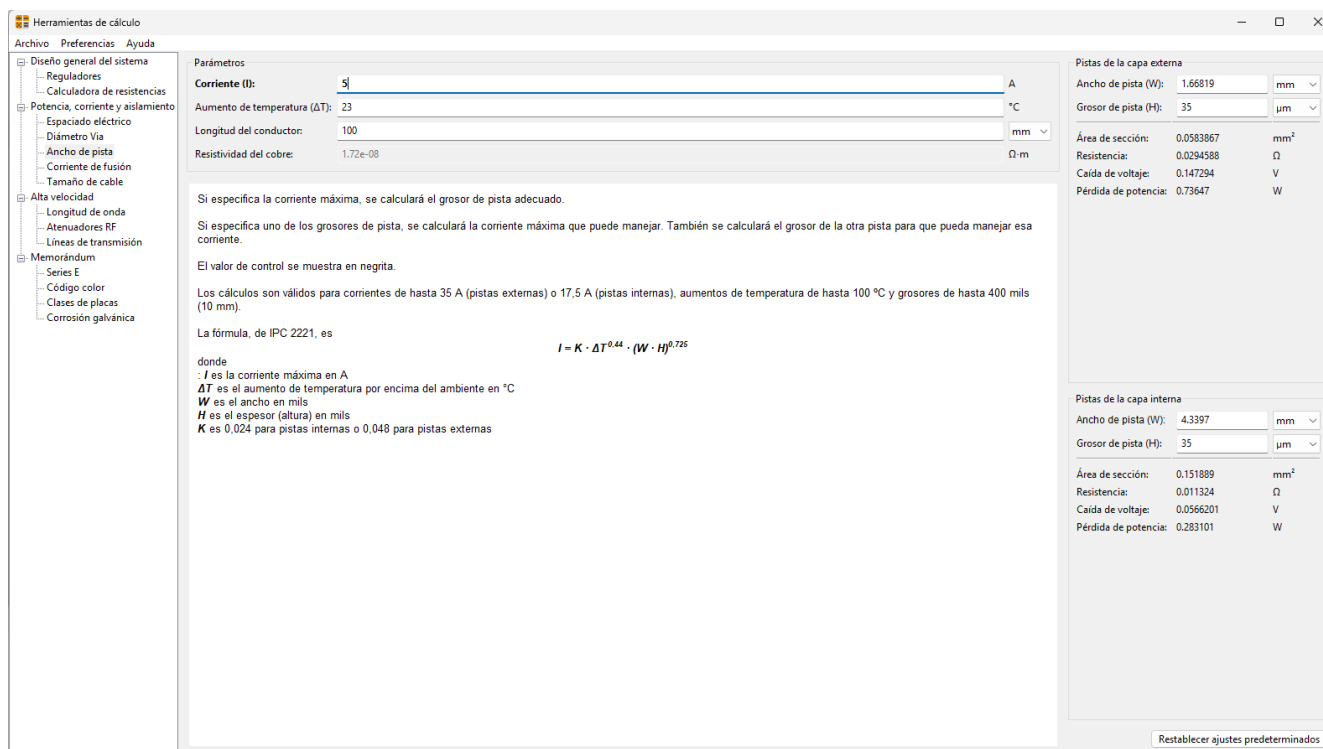 Herramientas de cálculo
Archivo Preferencias Ayuda
Diseño general del sistema
Reguladores
Calculadora de resistencias
Potencia, corriente y aislamiento
Espaciado eléctrico
Diámetro Via
Ancho de pista
Corriente de fusión
Tamaño de cable
Alta velocidad
Longitud de onda
Atenuadores RF
Líneas de transmisión
Memorándum
Series E
Código color
Clases de placas
Corrosión galvánica
Parámetros
Corriente (I): 5 A
Aumento de temperatura (ΔT): 23 °C
Longitud del conductor: 100 mm
Resistividad del cobre: 1.72e-08 Ω·m
Si especifica la corriente máxima, se calculará el grosor de pista adecuado.
Si especifica uno de los grosores de pista, se calculará la corriente máxima que puede manejar. También se calculará el grosor de la otra pista para que pueda manejar esa
corriente.
El valor de control se muestra en negrita.
Los cálculos son válidos para corrientes de hasta 35 A (pistas externas) o 17,5 A (pistas internas), aumentos de temperatura de hasta 100 ºC y grosores de hasta 400 mils
(10 mm).
La fórmula, de IPC 2221, es
I = K · ΔT^0,44 · (W · H)^0,725
donde
: I es la corriente máxima en A
ΔT es el aumento de temperatura por encima del ambiente en °C
W es el ancho en mils
H es el espesor (altura) en mils
K es 0,024 para pistas internas o 0,048 para pistas externas
Pistas de la capa externa
Ancho de pista (W): 1.66819 mm
Grosor de pista (H): 35 µm
Área de sección: 0.0583867 mm²
Resistencia: 0.0294588 Ω
Caída de voltaje: 0.147294 V
Pérdida de potencia: 0.73647 W
Pistas de la capa interna
Ancho de pista (W): 4.3397 mm
Grosor de pista (H): 35 µm
Área de sección: 0.151889 mm²
Resistencia: 0.011324 Ω
Caída de voltaje: 0.0566201 V
Pérdida de potencia: 0.283101 W
Restablecer ajustes predeterminados